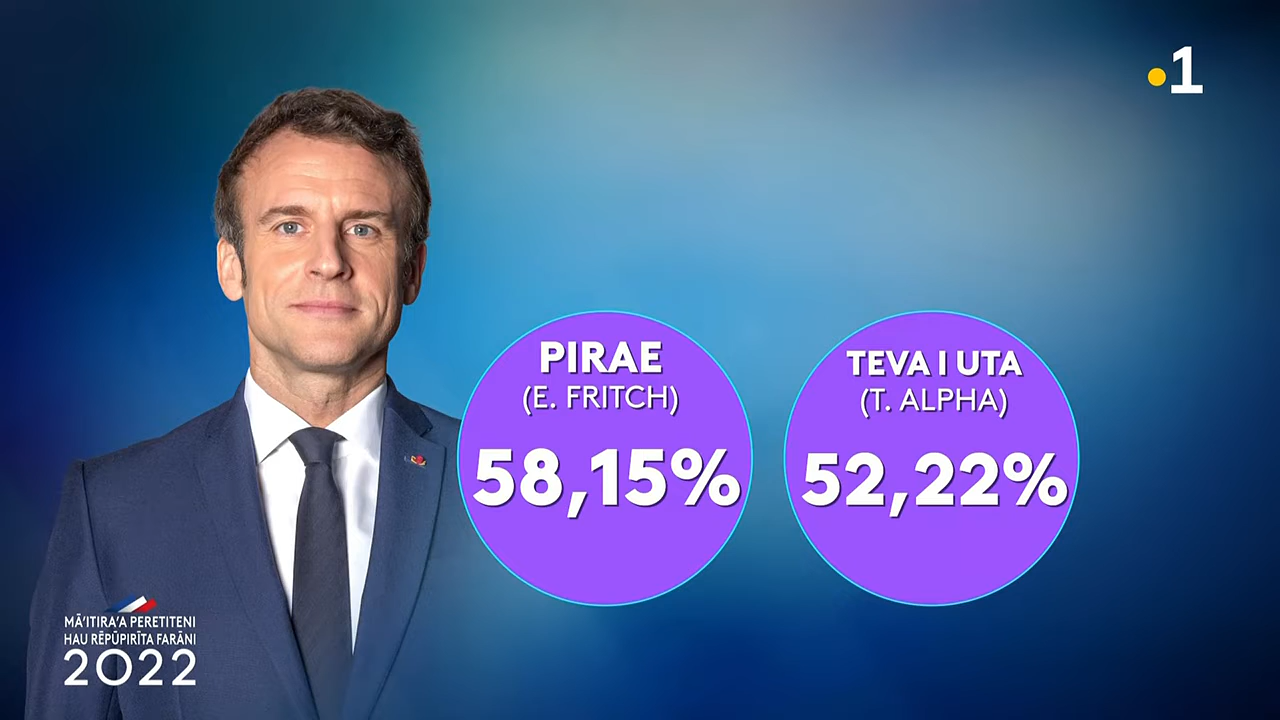 1
PIRAE
(E. FRITCH)
58,15%
TEVA I UTA
(T. ALPHA)
52,22%
MĀ'ITIRA'A PERETITENI
HAU RĒPŪPIRĪTA FARĀNI
2022